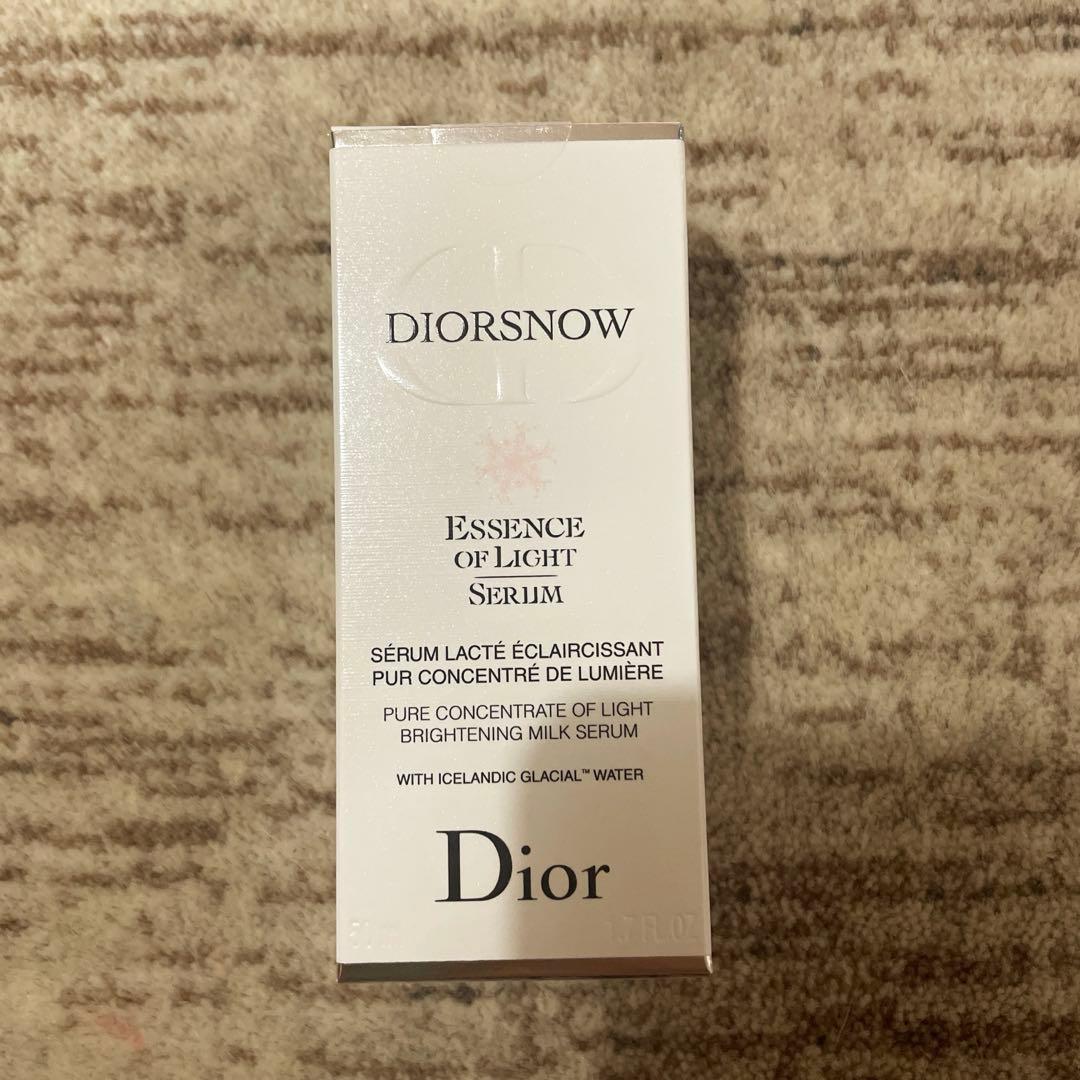 DIORSNOW
ESSENCE
OF LIGHT
SERUM
SÉRUM LACTÉ ÉCLAIRCISSANT
PUR CONCENTRÉ DE LUMIÈRE
PURE CONCENTRATE OF LIGHT
BRIGHTENING MILK SERUM
WITH ICELANDIC GLACIAL™ WATER
Dior
1.7 FL.OZ